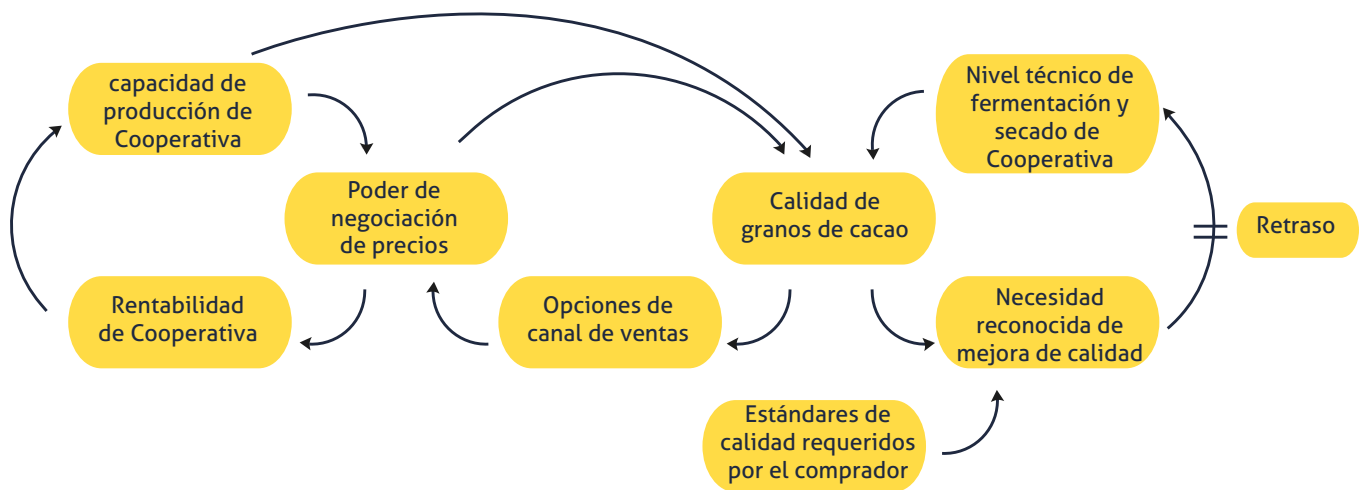 capacidad de
producción de
Cooperativa
Nivel técnico de
fermentación y
secado de
Cooperativa
Poder de
negociación
de precios
Calidad de
granos de cacao
Retraso
Rentabilidad
de Cooperativa
Opciones de
canal de ventas
Necesidad
reconocida de
mejora de calidad
Estándares de
calidad requeridos
por el comprador